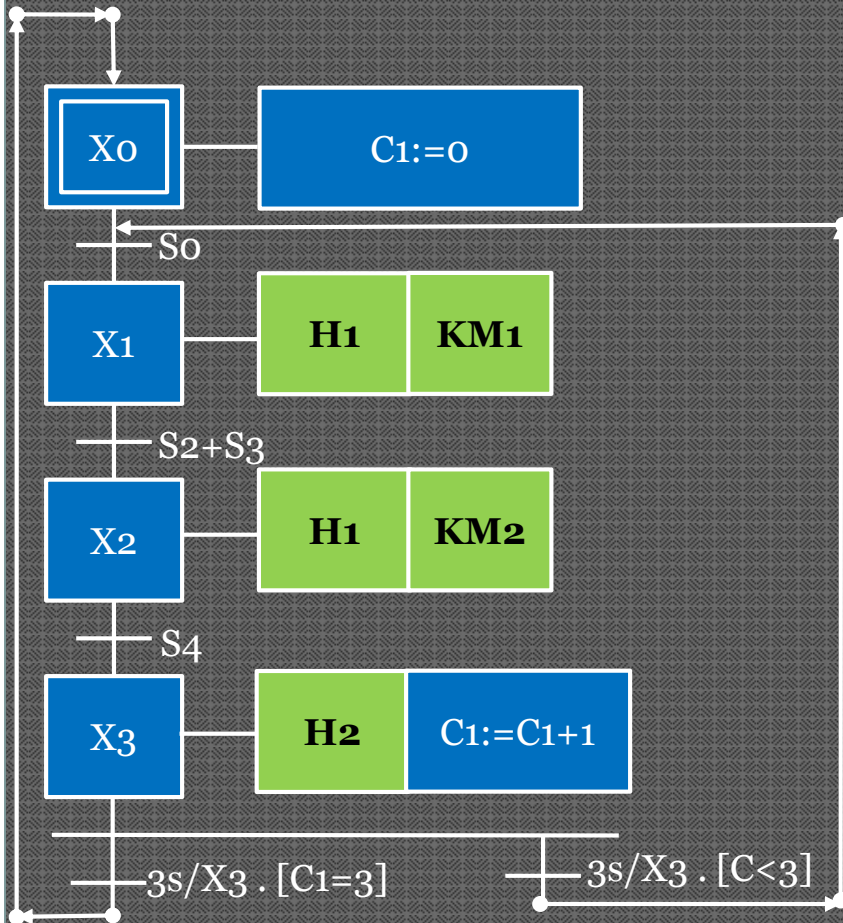 X0
C1:=0
S0
X1
H1
KM1
S2+S3
X2
H1
KM2
S4
X3
H2
C1:=C1+1
3s/X3 . [C1=3]
3s/X3 . [C<3]